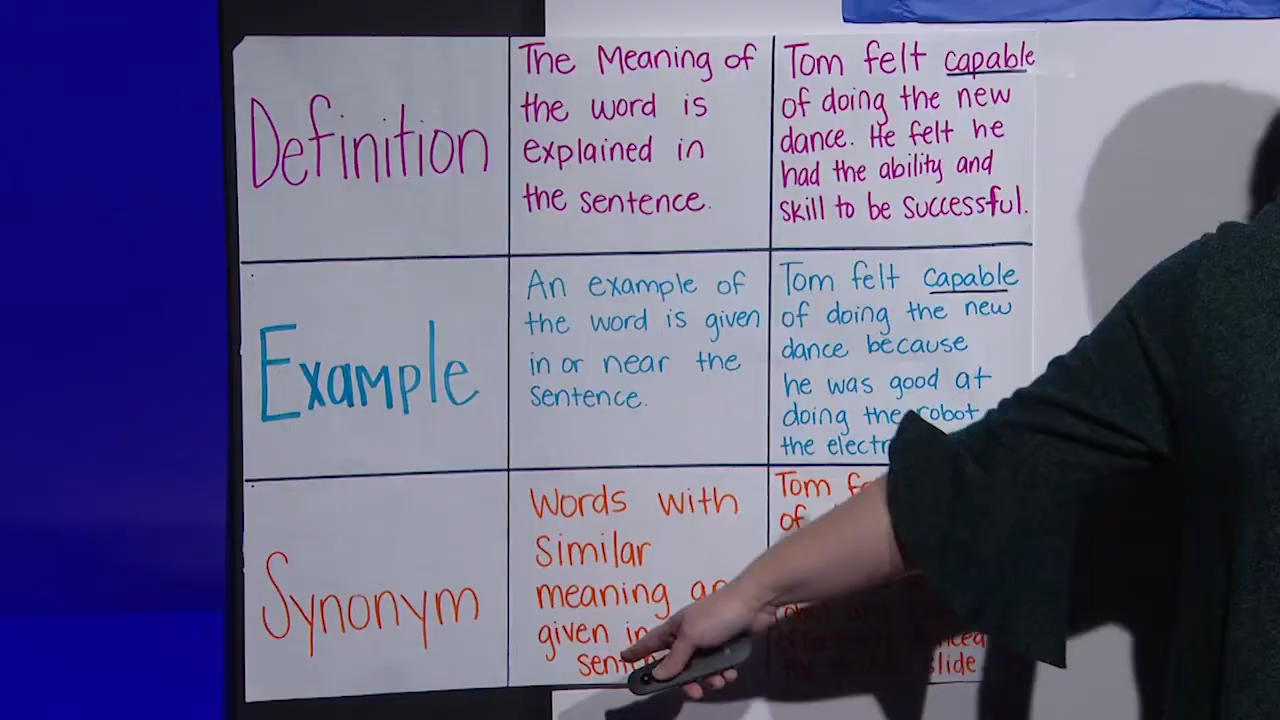 Definition
The Meaning of
the word is
explained in
the sentence.
Tom felt capable
of doing the new
dance. He felt he
had the ability and
skill to be successful.
Example
An example of
the word is given
in or near the
sentence.
Tom felt capable
of doing the new
dance because
he was good at
doing the robot
the
Synonym
Words with
Similar
meaning
given in
Tom
of
robot
slide